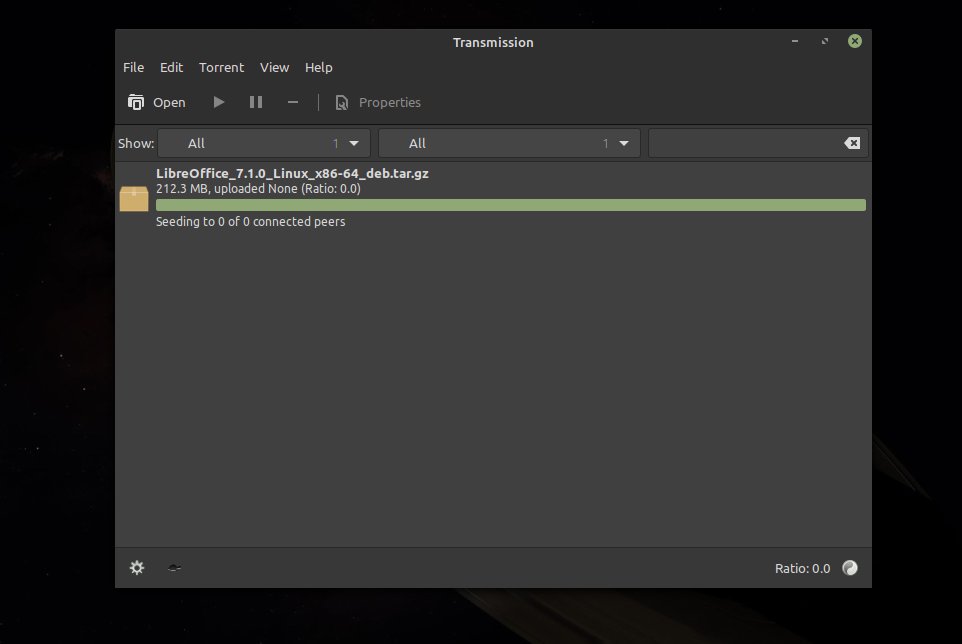 Transmission
File Edit Torrent View Help
Open Properties
Show: All 1 All 1
LibreOffice_7.1.0_Linux_x86-64_deb.tar.gz
212.3 MB, uploaded None (Ratio: 0.0)
Seeding to 0 of 0 connected peers
Ratio: 0.0